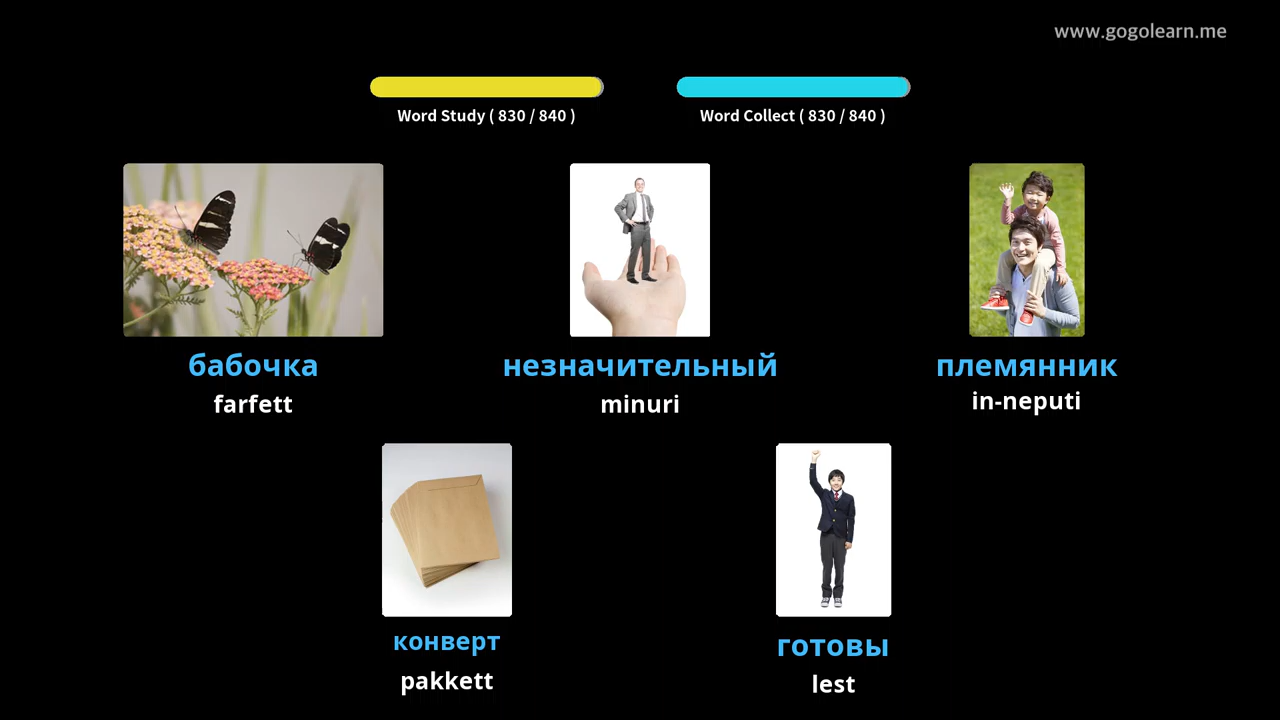 www.gogolearn.me
Word Study ( 830 / 840 )
Word Collect ( 830 / 840 )
бабочка
farfett
незначительный
minuri
племянник
in-neputi
конверт
pakkett
готовы
lest